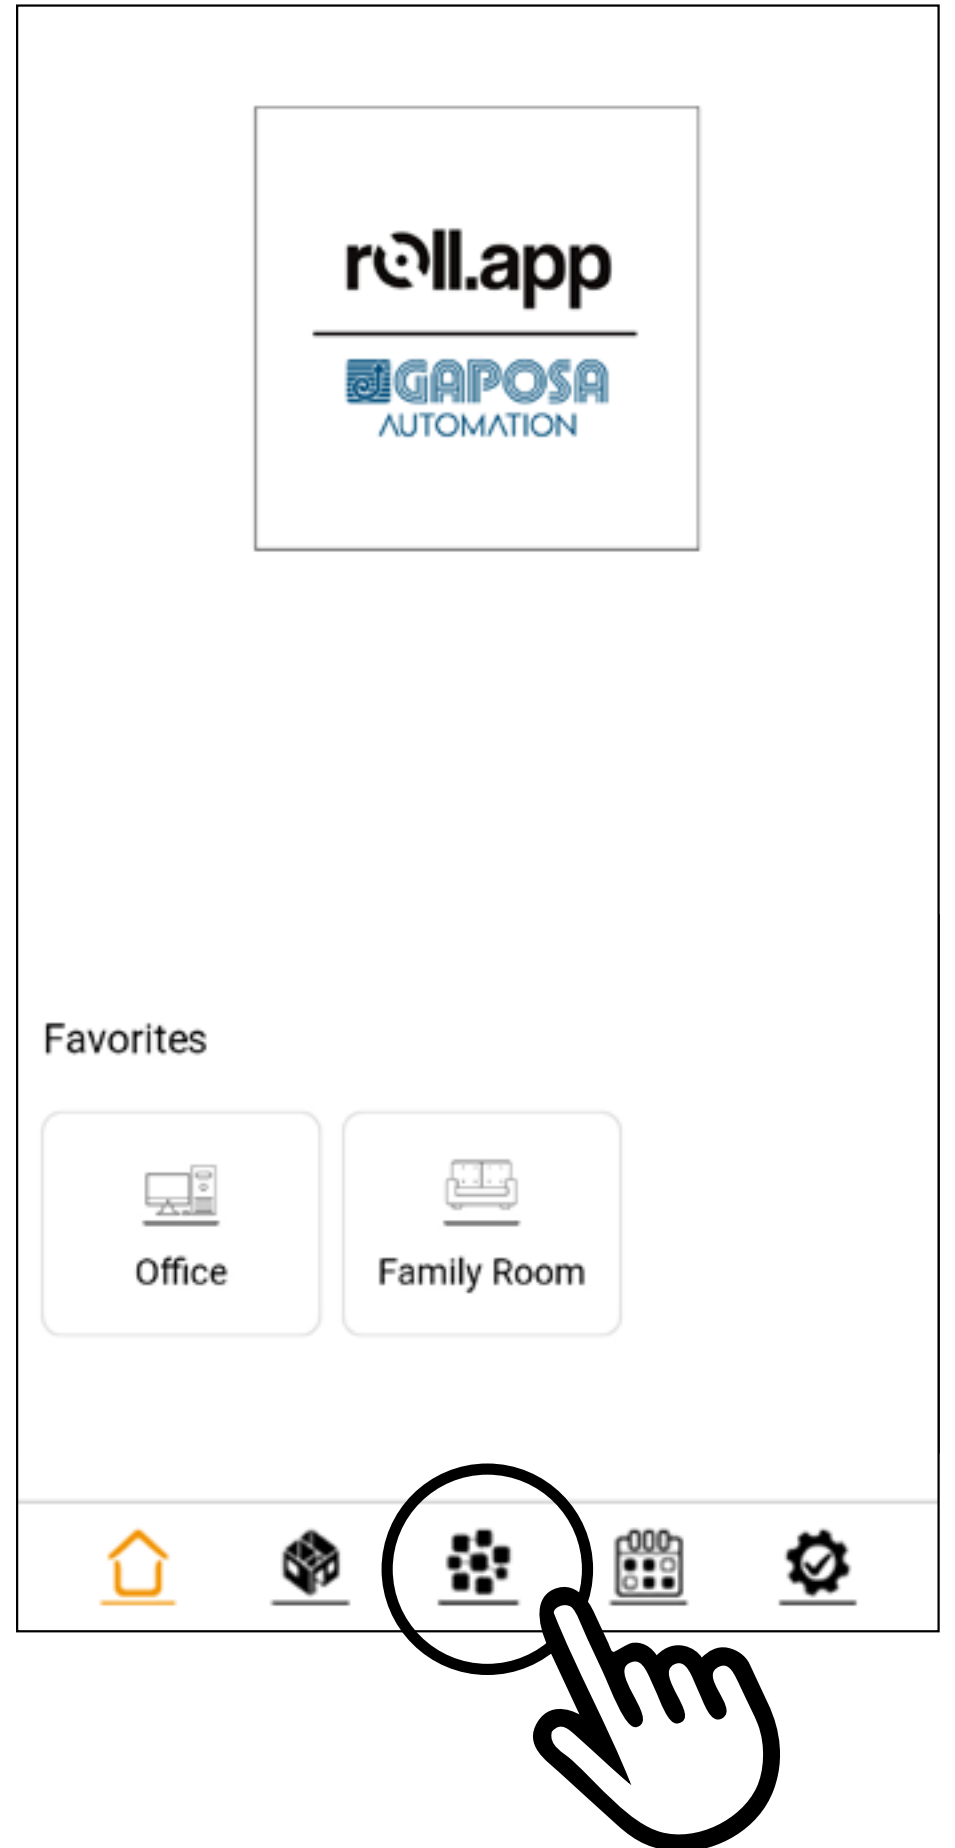 roll.app
GAPOSA
AUTOMATION
Favorites
Office
Family Room